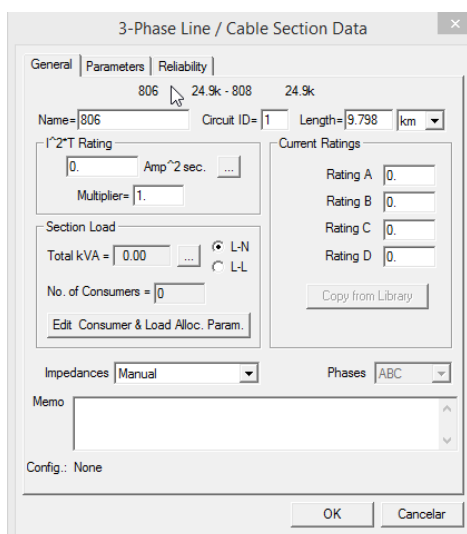 3-Phase Line / Cable Section Data
General Parameters Reliability
806 24.9k - 808 24.9k
Name= 806 Circuit ID= 1 Length= 9.798 km
I^2*T Rating
0. Amp^2 sec. ...
Multiplier= 1.
Current Ratings
Rating A 0.
Rating B 0.
Rating C 0.
Rating D 0.
Copy from Library
Section Load
Total kVA = 0.00 ... L-N
L-L
No. of Consumers = 0
Edit Consumer & Load Alloc. Param.
Impedances Manual Phases ABC
Memo
Config.: None
OK Cancelar